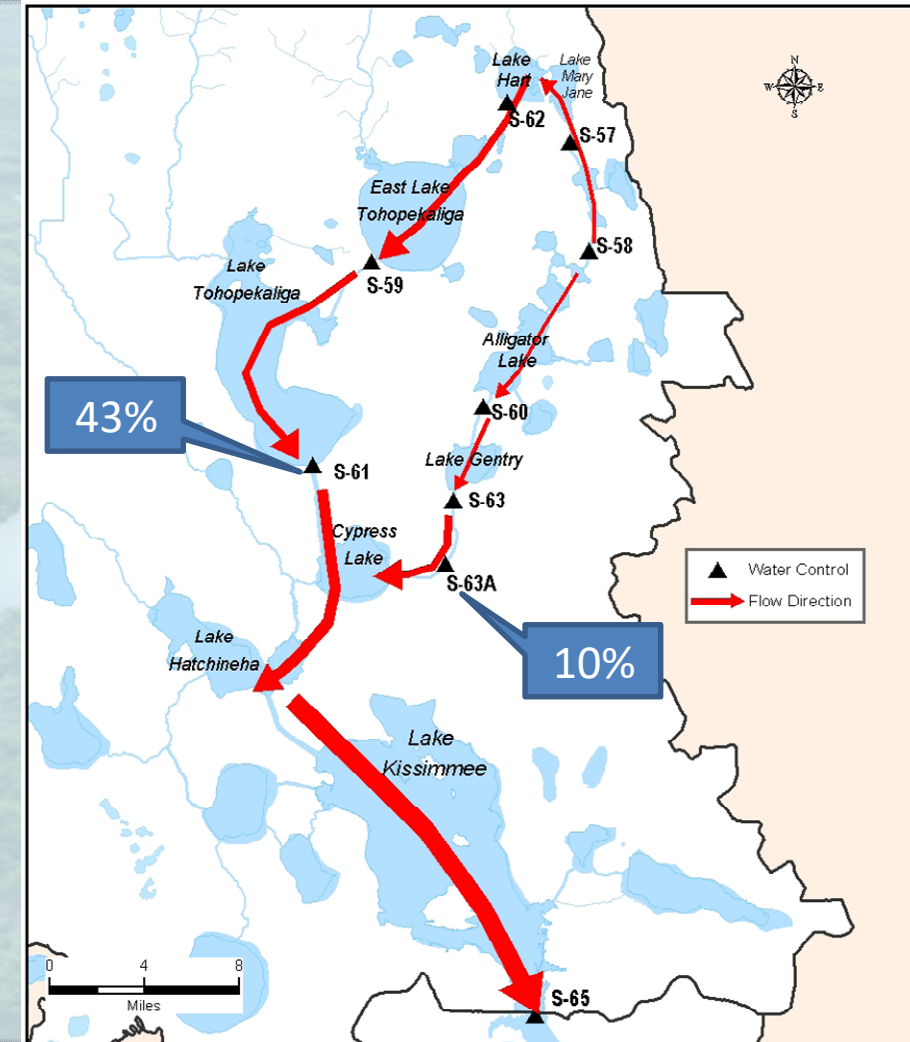 Lake
Hart
Lake
Mary
Jane
N
W
E
S
S-62
S-57
East Lake
Tohopekaliga
S-58
Lake
Tohopekaliga
S-59
Alligator
Lake
43%
S-60
Lake Gentry
S-61
S-63
Cypress
Lake
S-63A
Water Control
Flow Direction
Lake
Hatchineha
10%
Lake
Kissimmee
0 4 8
Miles
S-65